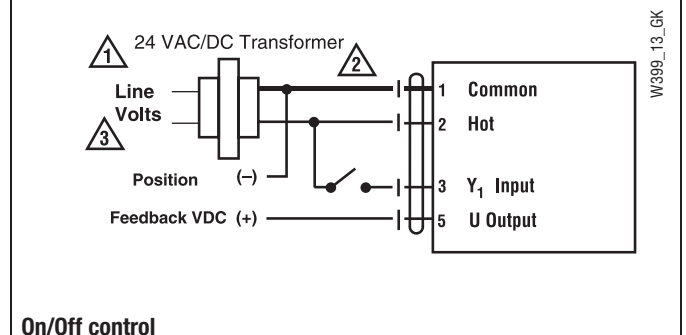 1 24 VAC/DC Transformer
2
Line
Volts
3
1 Common
2 Hot
Position (–)
3 Y₁ Input
Feedback VDC (+)
5 U Output
W399_13_GK
On/Off control